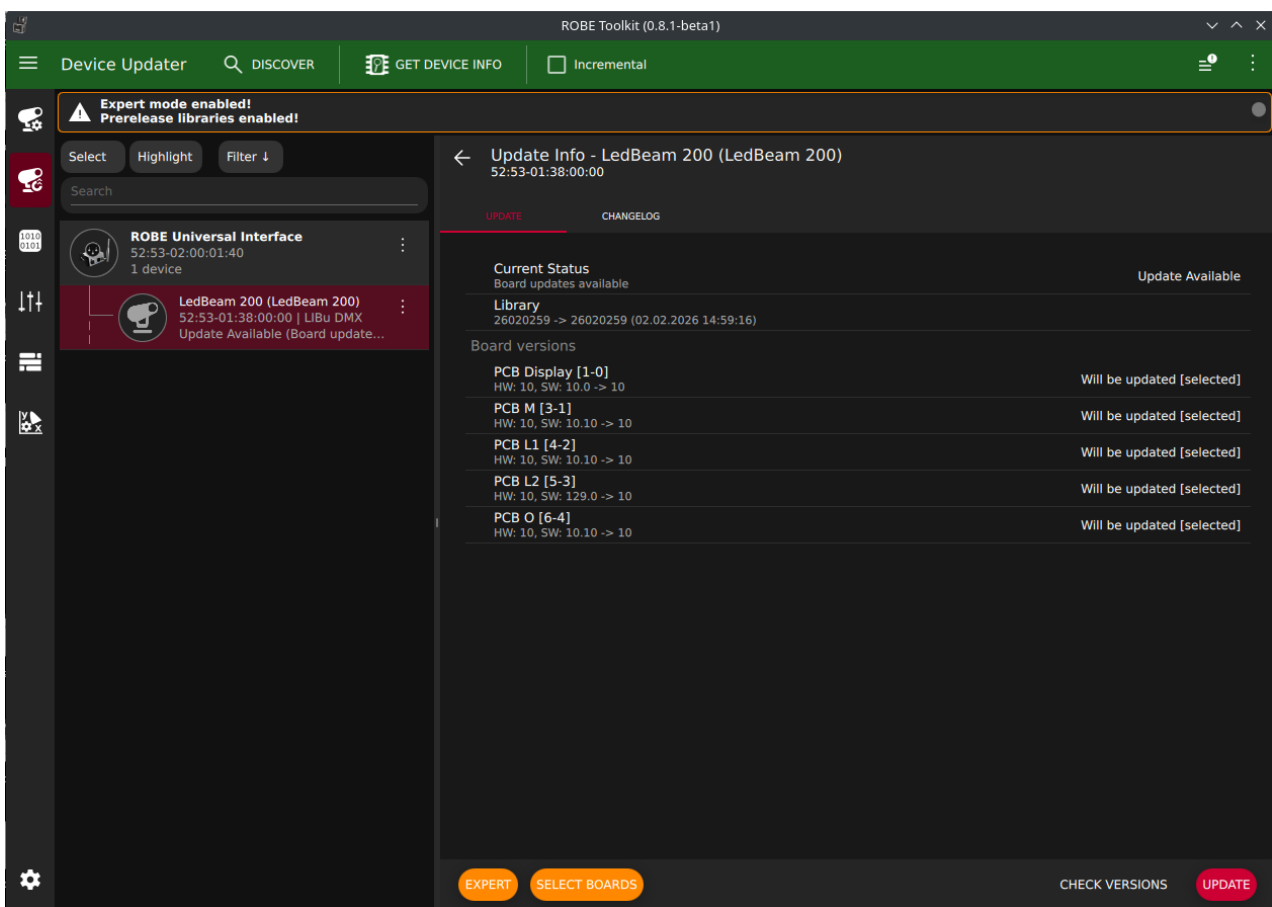 ROBE Toolkit (0.8.1-beta1)
Device Updater
DISCOVER
GET DEVICE INFO
Incremental
Expert mode enabled!
Prerelease libraries enabled!
Select
Highlight
Filter ↓
Search
ROBE Universal Interface
52:53-02:00:01:40
1 device
LedBeam 200 (LedBeam 200)
52:53-01:38:00:00 | LIBu DMX
Update Available (Board update...
Update Info - LedBeam 200 (LedBeam 200)
52:53-01:38:00:00
UPDATE
CHANGELOG
Current Status
Board updates available
Update Available
Library
26020259 -> 26020259 (02.02.2026 14:59:16)
Board versions
PCB Display [1-0]
HW: 10, SW: 10.0 -> 10
Will be updated [selected]
PCB M [3-1]
HW: 10, SW: 10.10 -> 10
Will be updated [selected]
PCB L1 [4-2]
HW: 10, SW: 10.10 -> 10
Will be updated [selected]
PCB L2 [5-3]
HW: 10, SW: 129.0 -> 10
Will be updated [selected]
PCB O [6-4]
HW: 10, SW: 10.10 -> 10
Will be updated [selected]
EXPERT
SELECT BOARDS
CHECK VERSIONS
UPDATE
1010
0101
y
x